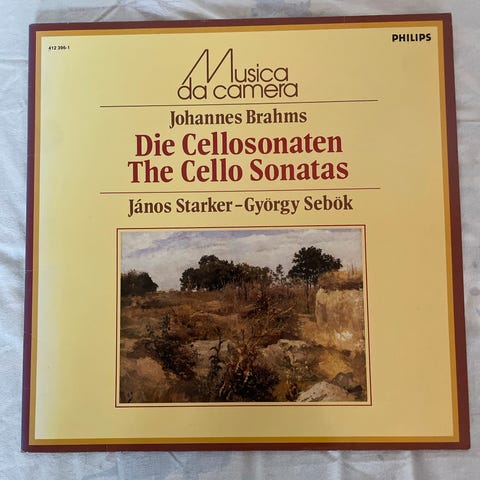 412 396-1
PHILIPS
Musica
da camera
Johannes Brahms
Die Cellosonaten
The Cello Sonatas
János Starker – György Sebök